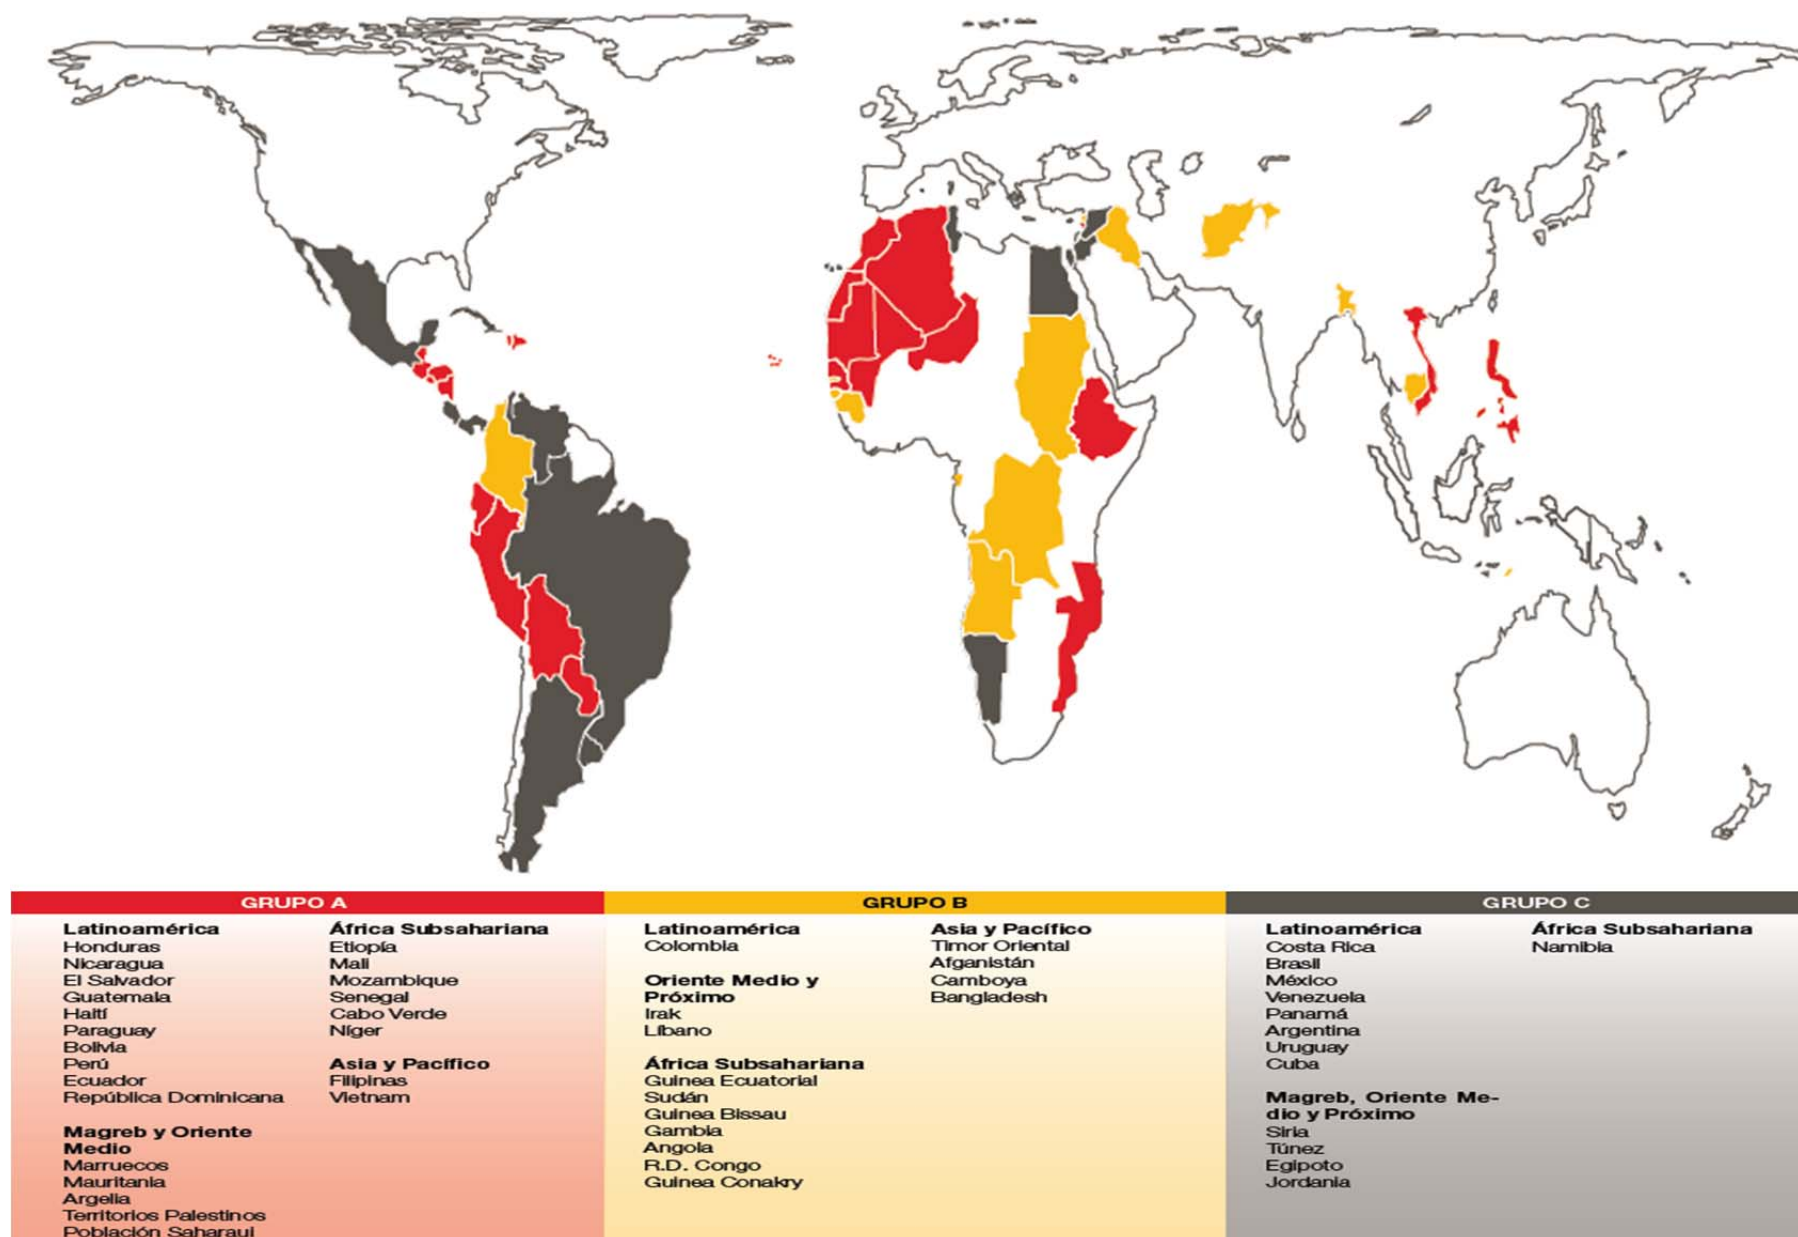 GRUPO A
Latinoamérica
Honduras
Nicaragua
El Salvador
Guatemala
Haití
Paraguay
Bolivia
Perú
Ecuador
República Dominicana
Magreb y Oriente
Medio
Marruecos
Mauritania
Argelia
Territorios Palestinos
Población Saharaui
África Subsahariana
Etiopía
Mali
Mozambique
Senegal
Cabo Verde
Níger
Asia y Pacífico
Filipinas
Vietnam
GRUPO B
Latinoamérica
Colombia
Oriente Medio y
Próximo
Irak
Líbano
África Subsahariana
Guinea Ecuatorial
Sudán
Guinea Bissau
Gambia
Angola
R.D. Congo
Guinea Conakry
Asia y Pacífico
Timor Oriental
Afganistán
Camboya
Bangladesh
GRUPO C
Latinoamérica
Costa Rica
Brasil
México
Venezuela
Panamá
Argentina
Uruguay
Cuba
Magreb, Oriente Me-
dio y Próximo
Siria
Túnez
Egipoto
Jordania
África Subsahariana
Namibia